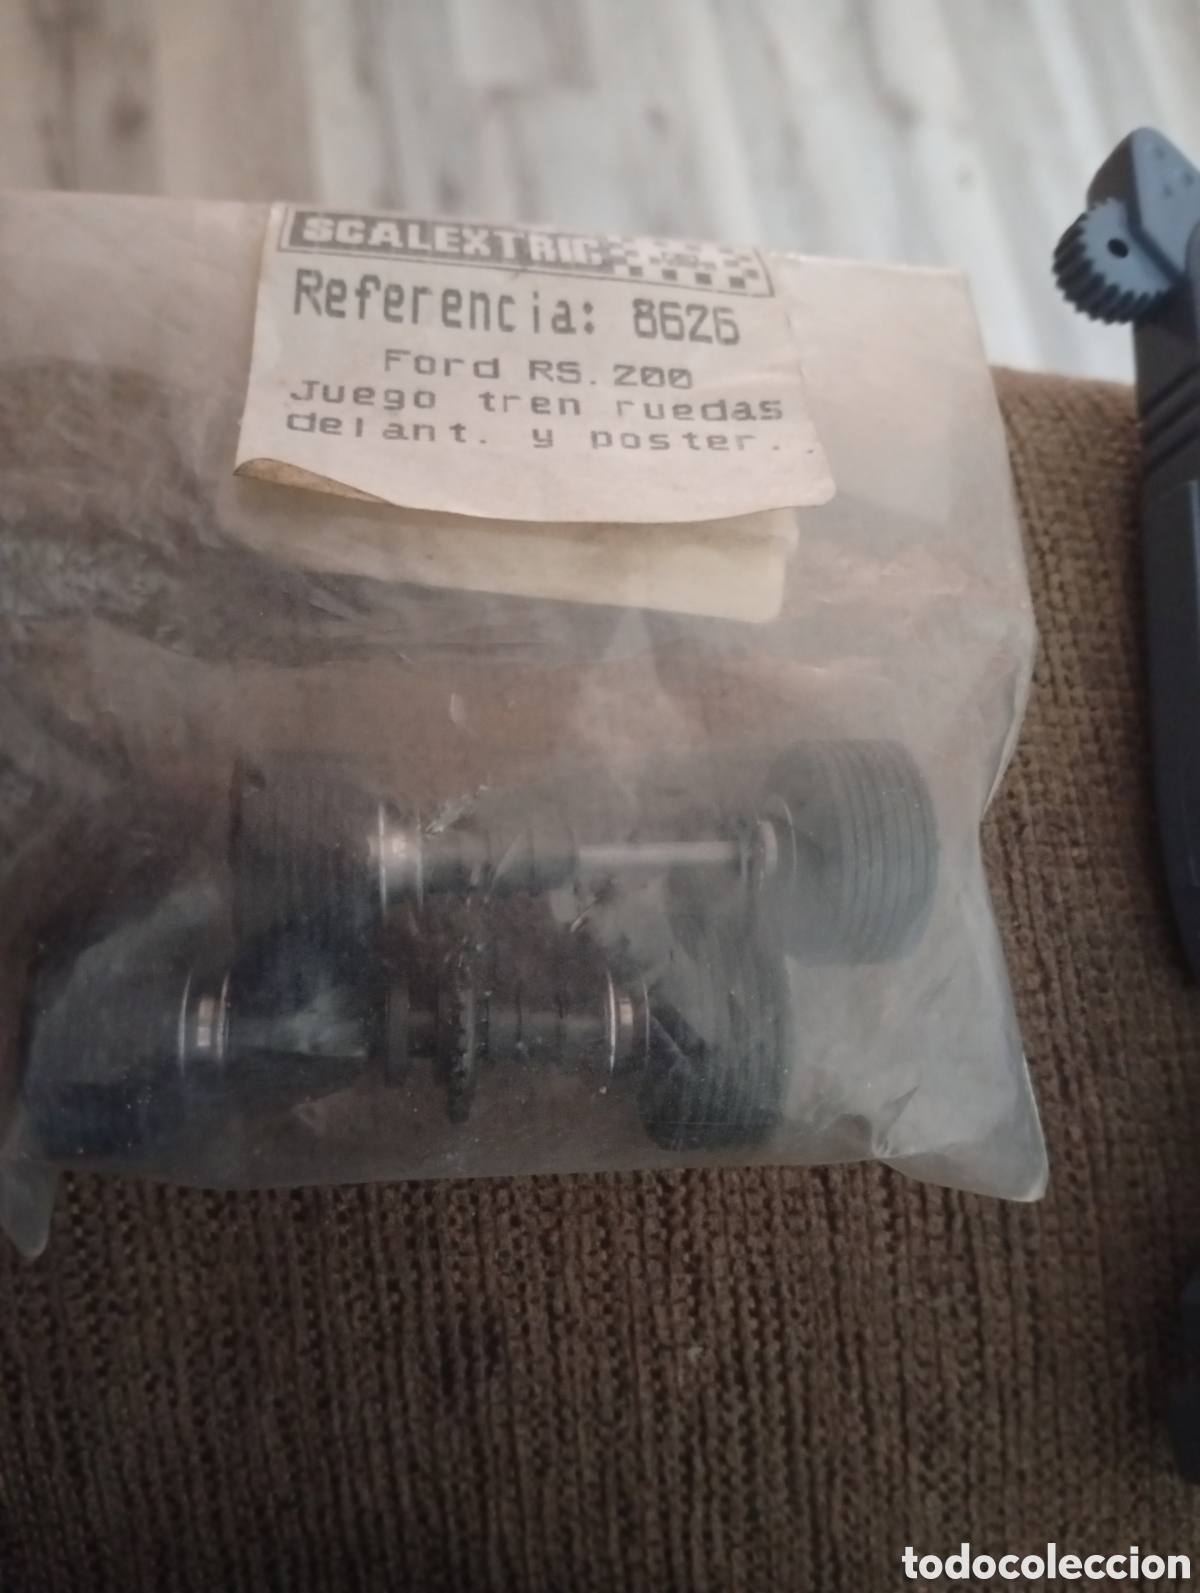 SCALEXTRIC
Referencia: 8626
Ford RS.200
Juego tren ruedas
delant. y poster.
todocoleccion